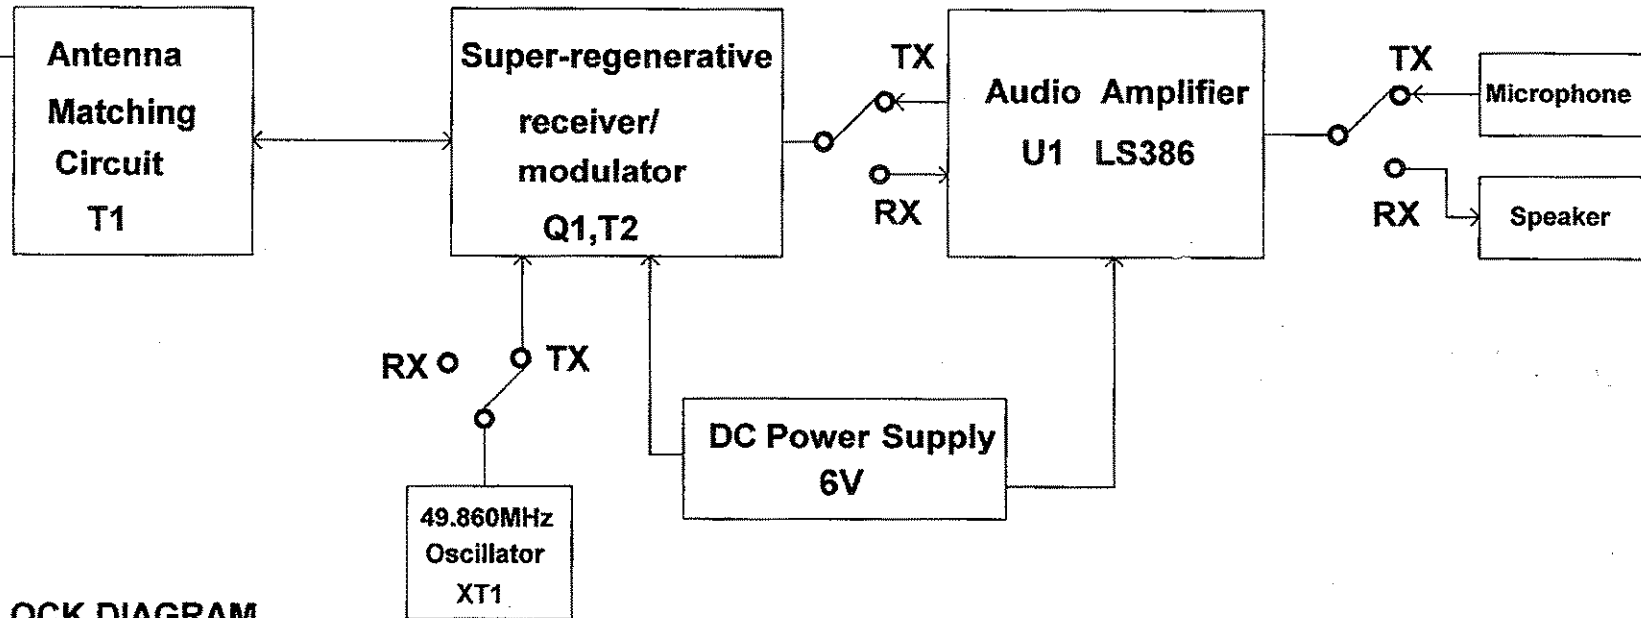 Antenna
Matching
Circuit
T1
Super-regenerative
receiver/
modulator
Q1,T2
TX
RX
Audio Amplifier
U1 LS386
TX
RX
Microphone
Speaker
RX
TX
DC Power Supply
6V
49.860MHz
Oscillator
XT1
OCK DIAGRAM